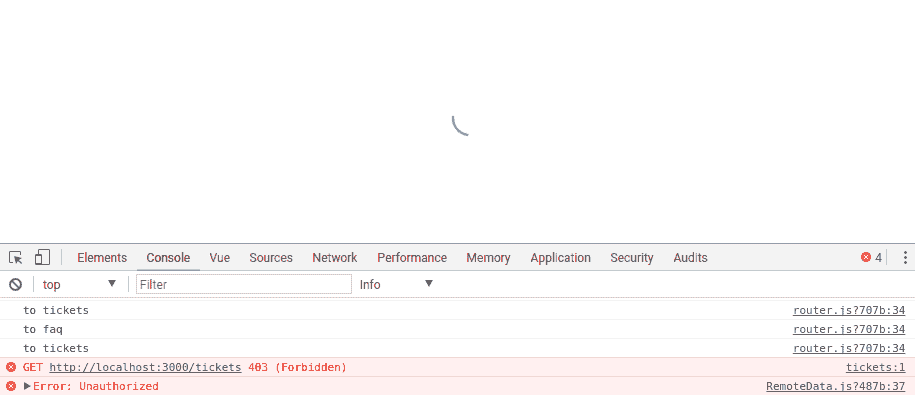 Elements Console Vue Sources Network Performance Memory Application Security Audits 4
top Filter Info
to tickets router.js?707b:34
to faq router.js?707b:34
to tickets router.js?707b:34
GET http://localhost:3000/tickets 403 (Forbidden) tickets:1
Error: Unauthorized RemoteData.js?487b:37